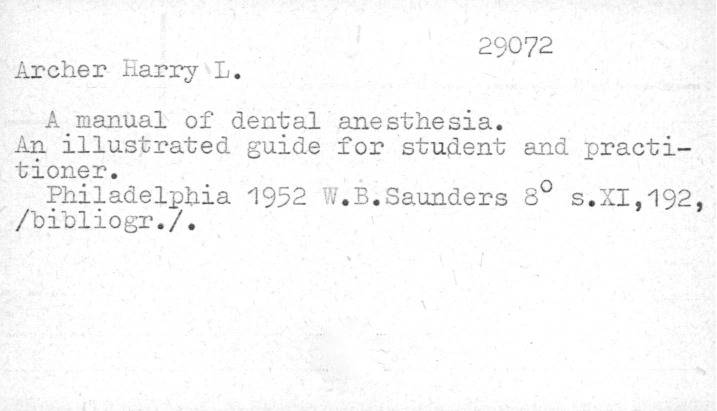 29072
Archer Harry L.
A manual of dental anesthesia.
An illustrated guide for student and practi-
tioner.
Philadelphia 1952 W.B.Saunders 8° s.XI,192,
/bibliogr./.